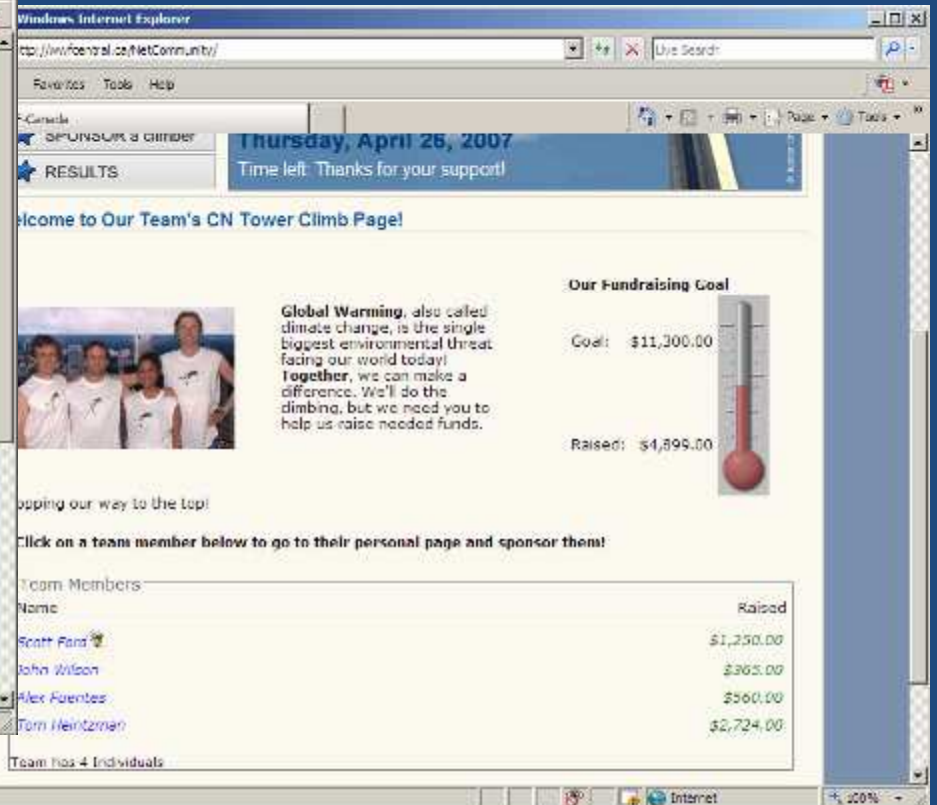 Windows Internet Explorer
ttp://wwfcentral.ca/NetCommunity/
Live Search
Favorites Tools Help
F-Canada
Page
Tools
SPONSOR a climber
RESULTS
Thursday, April 26, 2007
Time left: Thanks for your support!
elcome to Our Team's CN Tower Climb Page!
Our Fundraising Goal
Global Warming, also called
climate change, is the single
biggest environmental threat
facing our world today!
Together, we can make a
difference. We'll do the
climbing, but we need you to
help us raise needed funds.
Goal: $11,300.00
Raised: $4,899.00
opping our way to the top!
Click on a team member below to go to their personal page and sponsor them!
Team Members
Name Raised
Scott Ford $1,250.00
John Wilson $365.00
Alex Fuentes $560.00
Tom Heintzman $2,724.00
Team has 4 Individuals
Internet
100%